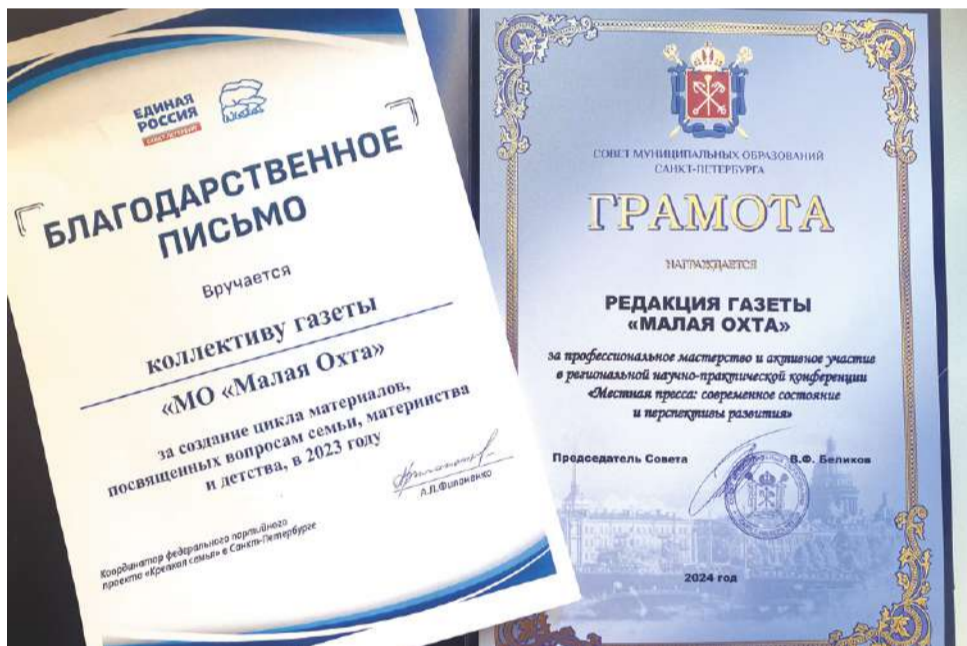 ЕДИНАЯ
РОССИЯ
САНКТ-ПЕТЕРБУРГ
БЛАГОДАРСТВЕННОЕ
ПИСЬМО
Вручается
коллективу газеты
«МО «Малая Охта»
за создание цикла материалов,
посвященных вопросам семьи, материнства
и детства, в 2023 году
А.П.Филоненко
Координатор федерального партийного
проекта «Крепкая семья» в Санкт-Петербурге
СОВЕТ МУНИЦИПАЛЬНЫХ ОБРАЗОВАНИЙ
САНКТ-ПЕТЕРБУРГА
ГРАМОТА
НАГРАЖДАЕТСЯ
РЕДАКЦИЯ ГАЗЕТЫ
«МАЛАЯ ОХТА»
за профессиональное мастерство и активное участие
в региональной научно-практической конференции
«Местная пресса: современное состояние
и перспективы развития»
Председатель Совета В.Ф. Беликов
2024 год